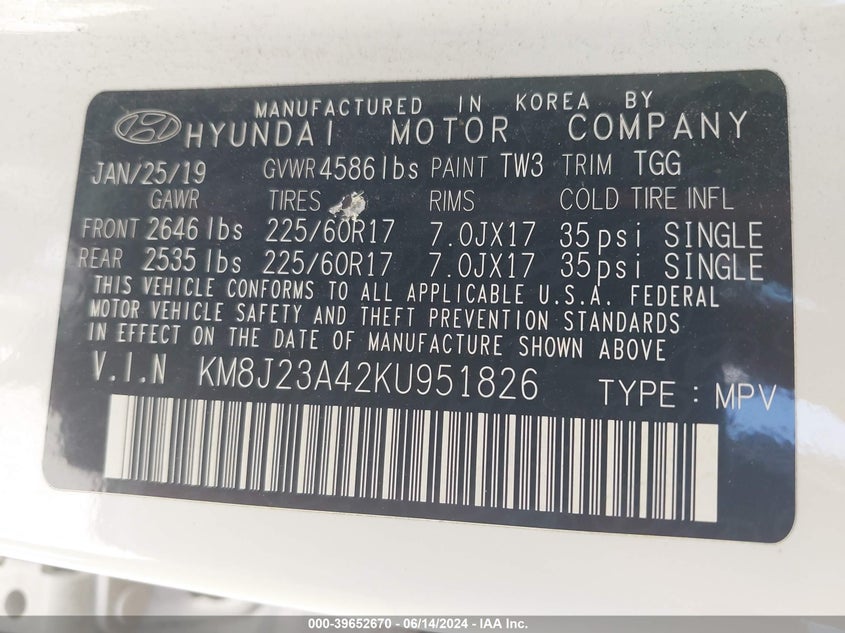 MANUFACTURED IN KOREA BY
HYUNDAI MOTOR COMPANY
JAN/25/19 GVWR 4586 lbs PAINT TW3 TRIM TGG
GAWR TIRES RIMS COLD TIRE INFL
FRONT 2646 lbs 225/60R17 7.0JX17 35psi SINGLE
REAR 2535 lbs 225/60R17 7.0JX17 35psi SINGLE
THIS VEHICLE CONFORMS TO ALL APPLICABLE U.S.A. FEDERAL
MOTOR VEHICLE SAFETY AND THEFT PREVENTION STANDARDS
IN EFFECT ON THE DATE OF MANUFACTURE SHOWN ABOVE
V.I.N KM8J23A42KU951826 TYPE : MPV
000-39652670 - 06/14/2024 - IAA Inc.